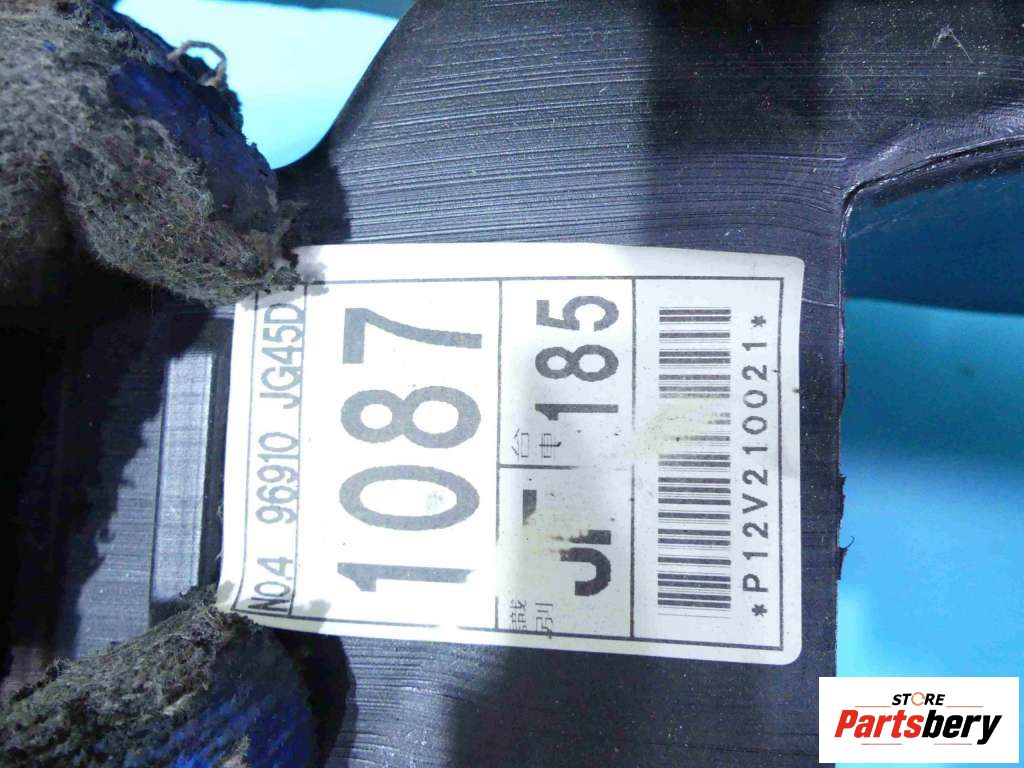 No.4 96910 JG45D
1087
識別
台車 185
*P12V210021*
STORE
Partsbery